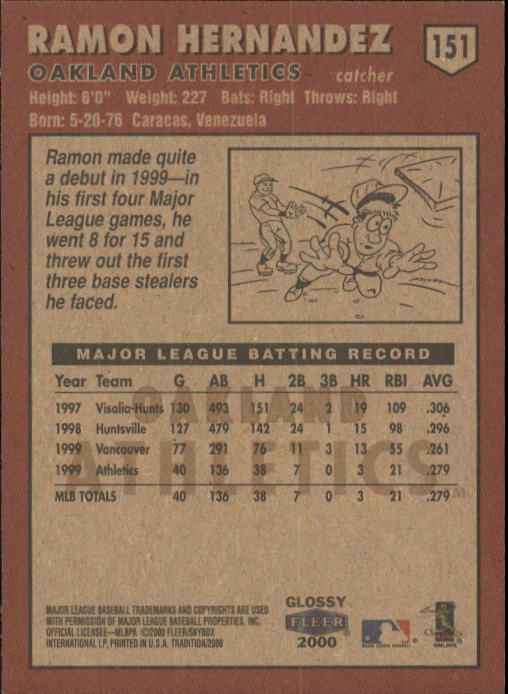 RAMON HERNANDEZ
151
OAKLAND ATHLETICS™ catcher
Height: 6'0" Weight: 227 Bats: Right Throws: Right
Born: 5-20-76 Caracas, Venezuela
Ramon made quite
a debut in 1999—in
his first four Major
League games, he
went 8 for 15 and
threw out the first
three base stealers
he faced.
MAJOR LEAGUE BATTING RECORD
Year Team G AB H 2B 3B HR RBI AVG
1997 Visalia-Hunts 130 493 151 24 2 19 109 .306
1998 Huntsville 127 479 142 24 1 15 98 .296
1999 Vancouver 77 291 76 11 3 13 55 .261
1999 Athletics 40 136 38 7 0 3 21 .279
MLB TOTALS 40 136 38 7 0 3 21 .279
OAKLAND
ATHLETICS™
MAJOR LEAGUE BASEBALL TRADEMARKS AND COPYRIGHTS ARE USED
WITH PERMISSION OF MAJOR LEAGUE BASEBALL PROPERTIES, INC.
OFFICIAL LICENSEE—MLBPA ©2000 FLEER/SKYBOX
INTERNATIONAL LP. PRINTED IN U.S.A. TRADITION/2000
GLOSSY
FLEER
2000
MAJOR LEAGUE BASEBALL
©MLBPA